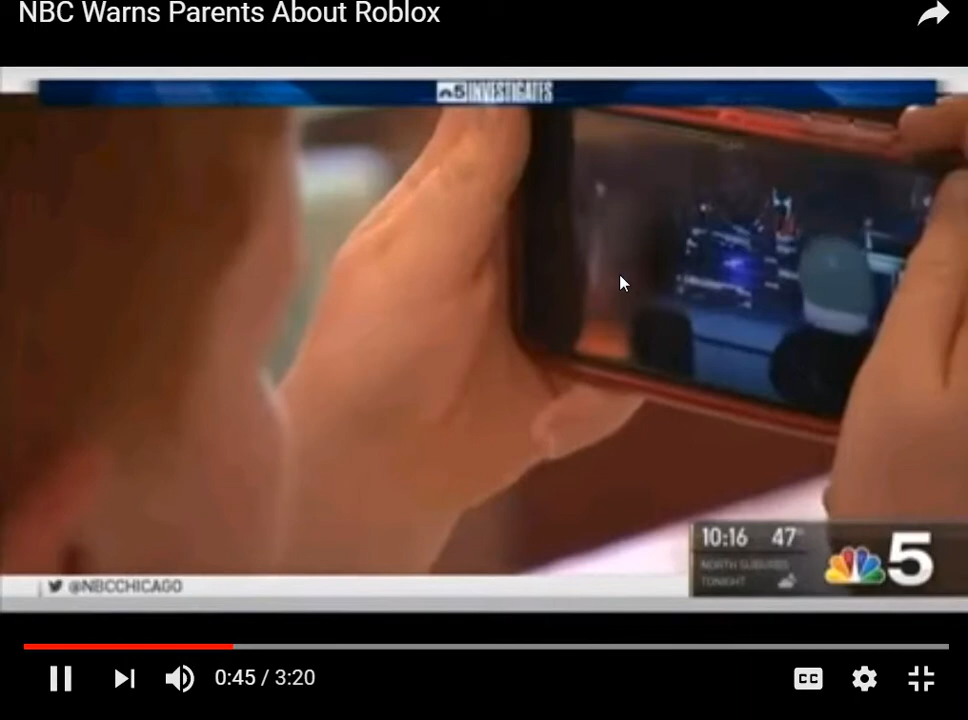 NBC Warns Parents About Roblox
5 INVESTIGATES
10:16 47°
5
NORTH SUBURBS
TONIGHT
@NBCCHICAGO
0:45 / 3:20
CC